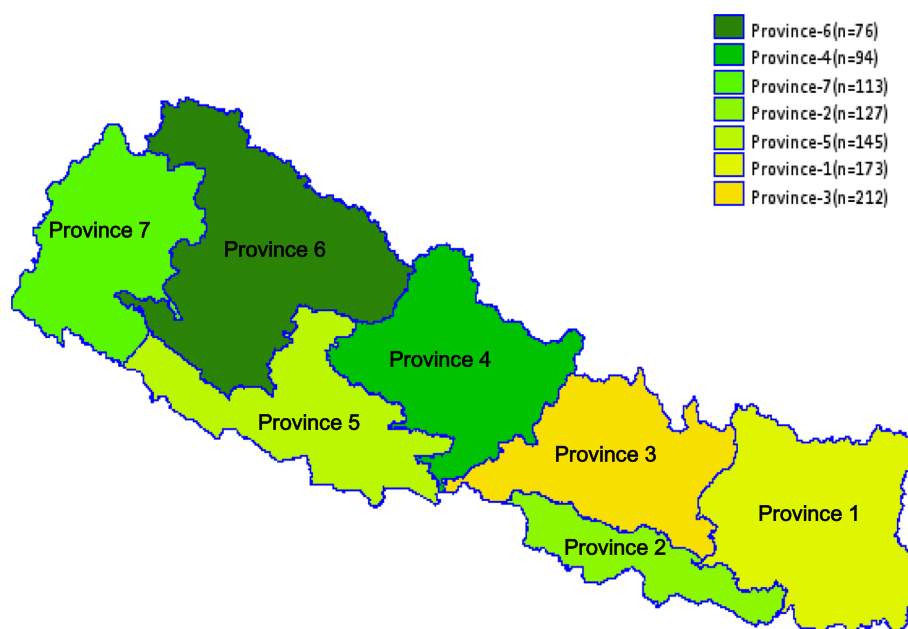 Province-6(n=76)
Province-4(n=94)
Province-7(n=113)
Province-2(n=127)
Province-5(n=145)
Province-1(n=173)
Province-3(n=212)
Province 7
Province 6
Province 4
Province 5
Province 3
Province 1
Province 2